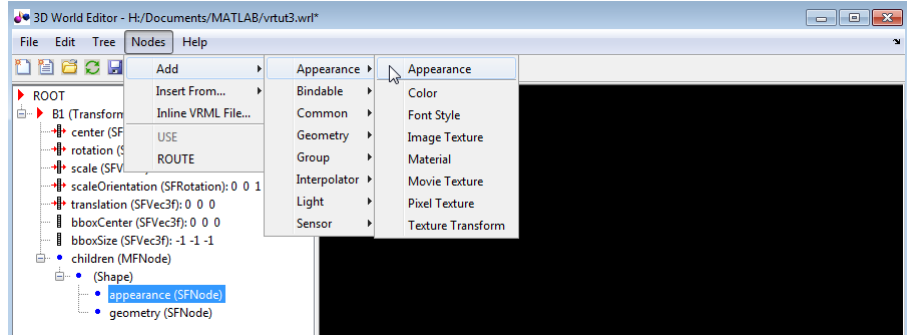 3D World Editor - H:/Documents/MATLAB/vrtut3.wrl*
File Edit Tree Nodes Help
Add
Insert From...
Inline VRML File...
USE
ROUTE
Appearance
Bindable
Common
Geometry
Group
Interpolator
Light
Sensor
Appearance
Color
Font Style
Image Texture
Material
Movie Texture
Pixel Texture
Texture Transform
ROOT
B1 (Transform
center (SF
rotation (S
scale (SFV
scaleOrientation (SFRotation): 0 0 1
translation (SFVec3f): 0 0 0
bboxCenter (SFVec3f): 0 0 0
bboxSize (SFVec3f): -1 -1 -1
children (MFNode)
(Shape)
appearance (SFNode)
geometry (SFNode)